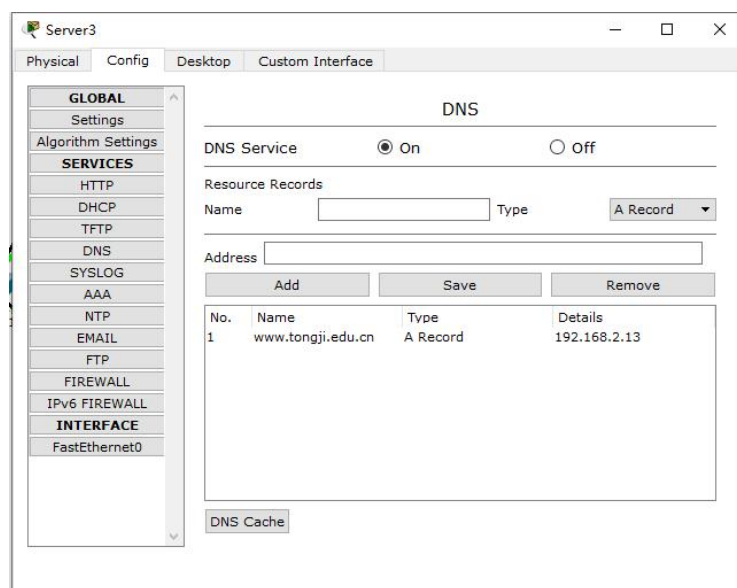 Server3
Physical Config Desktop Custom Interface
GLOBAL
Settings
Algorithm Settings
SERVICES
HTTP
DHCP
TFTP
DNS
SYSLOG
AAA
NTP
EMAIL
FTP
FIREWALL
IPv6 FIREWALL
INTERFACE
FastEthernet0
DNS
DNS Service On Off
Resource Records
Name Type A Record
Address
Add Save Remove
No. Name Type Details
1 www.tongji.edu.cn A Record 192.168.2.13
DNS Cache